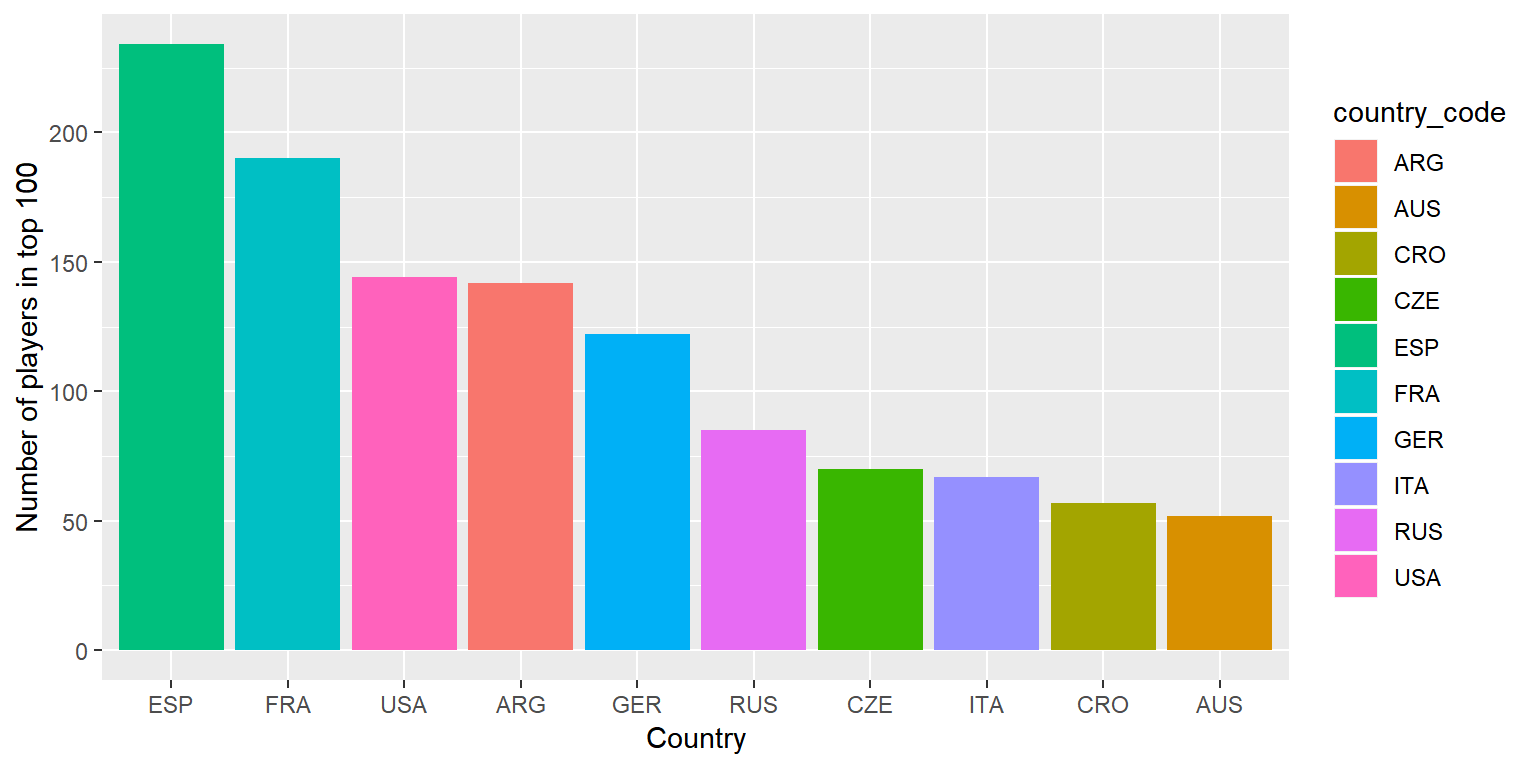 Number of players in top 100
200
150
100
50
0
ESP FRA USA ARG GER RUS CZE ITA CRO AUS
Country
country_code
ARG
AUS
CRO
CZE
ESP
FRA
GER
ITA
RUS
USA